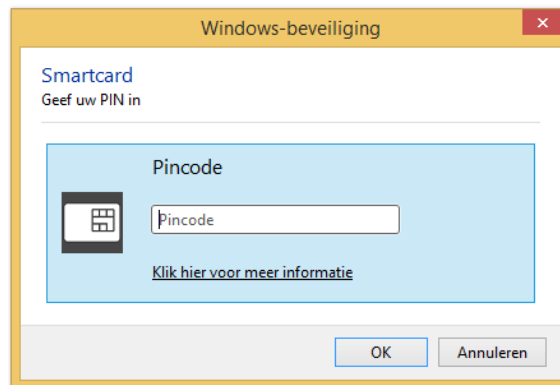 Windows-beveiliging
Smartcard
Geef uw PIN in
Pincode
Pincode
Klik hier voor meer informatie
OK
Annuleren